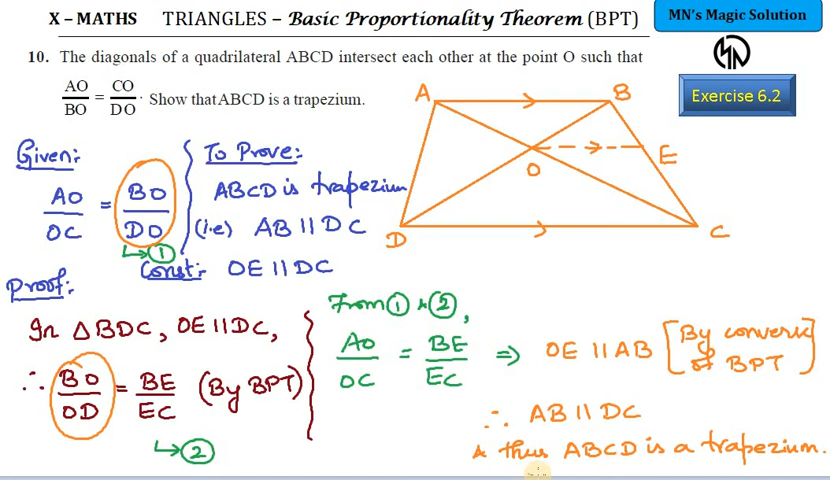 X – MATHS TRIANGLES – Basic Proportionality Theorem (BPT)
MN's Magic Solution
MN
Exercise 6.2
10. The diagonals of a quadrilateral ABCD intersect each other at the point O such that
AO/BO = CO/DO. Show that ABCD is a trapezium.
A B
O E
D C
Given:
AO/OC = BO/DO
↳ ①
To Prove:
ABCD is trapezium
(i.e) AB || DC
Const: OE || DC
Proof:
In △BDC, OE || DC,
∴ BO/OD = BE/EC (By BPT)
↳ ②
From ① & ②,
AO/OC = BE/EC ⇒ OE || AB [By converse of BPT]
∴ AB || DC
& thus ABCD is a trapezium.